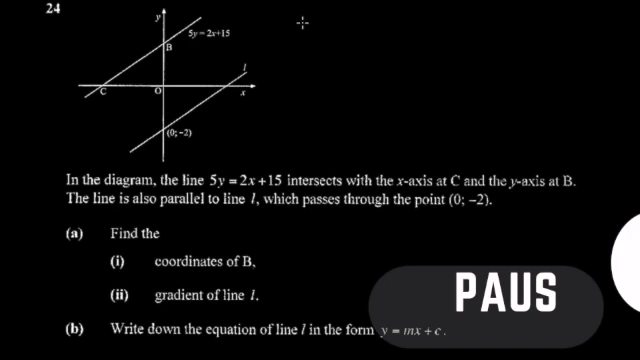 24
y
5y = 2x+15
B
l
C
O
x
(0; −2)
In the diagram, the line 5y = 2x + 15 intersects with the x-axis at C and the y-axis at B.
The line is also parallel to line l, which passes through the point (0; −2).
(a) Find the
(i) coordinates of B,
(ii) gradient of line l.
(b) Write down the equation of line l in the form y = mx + c.
PAUS